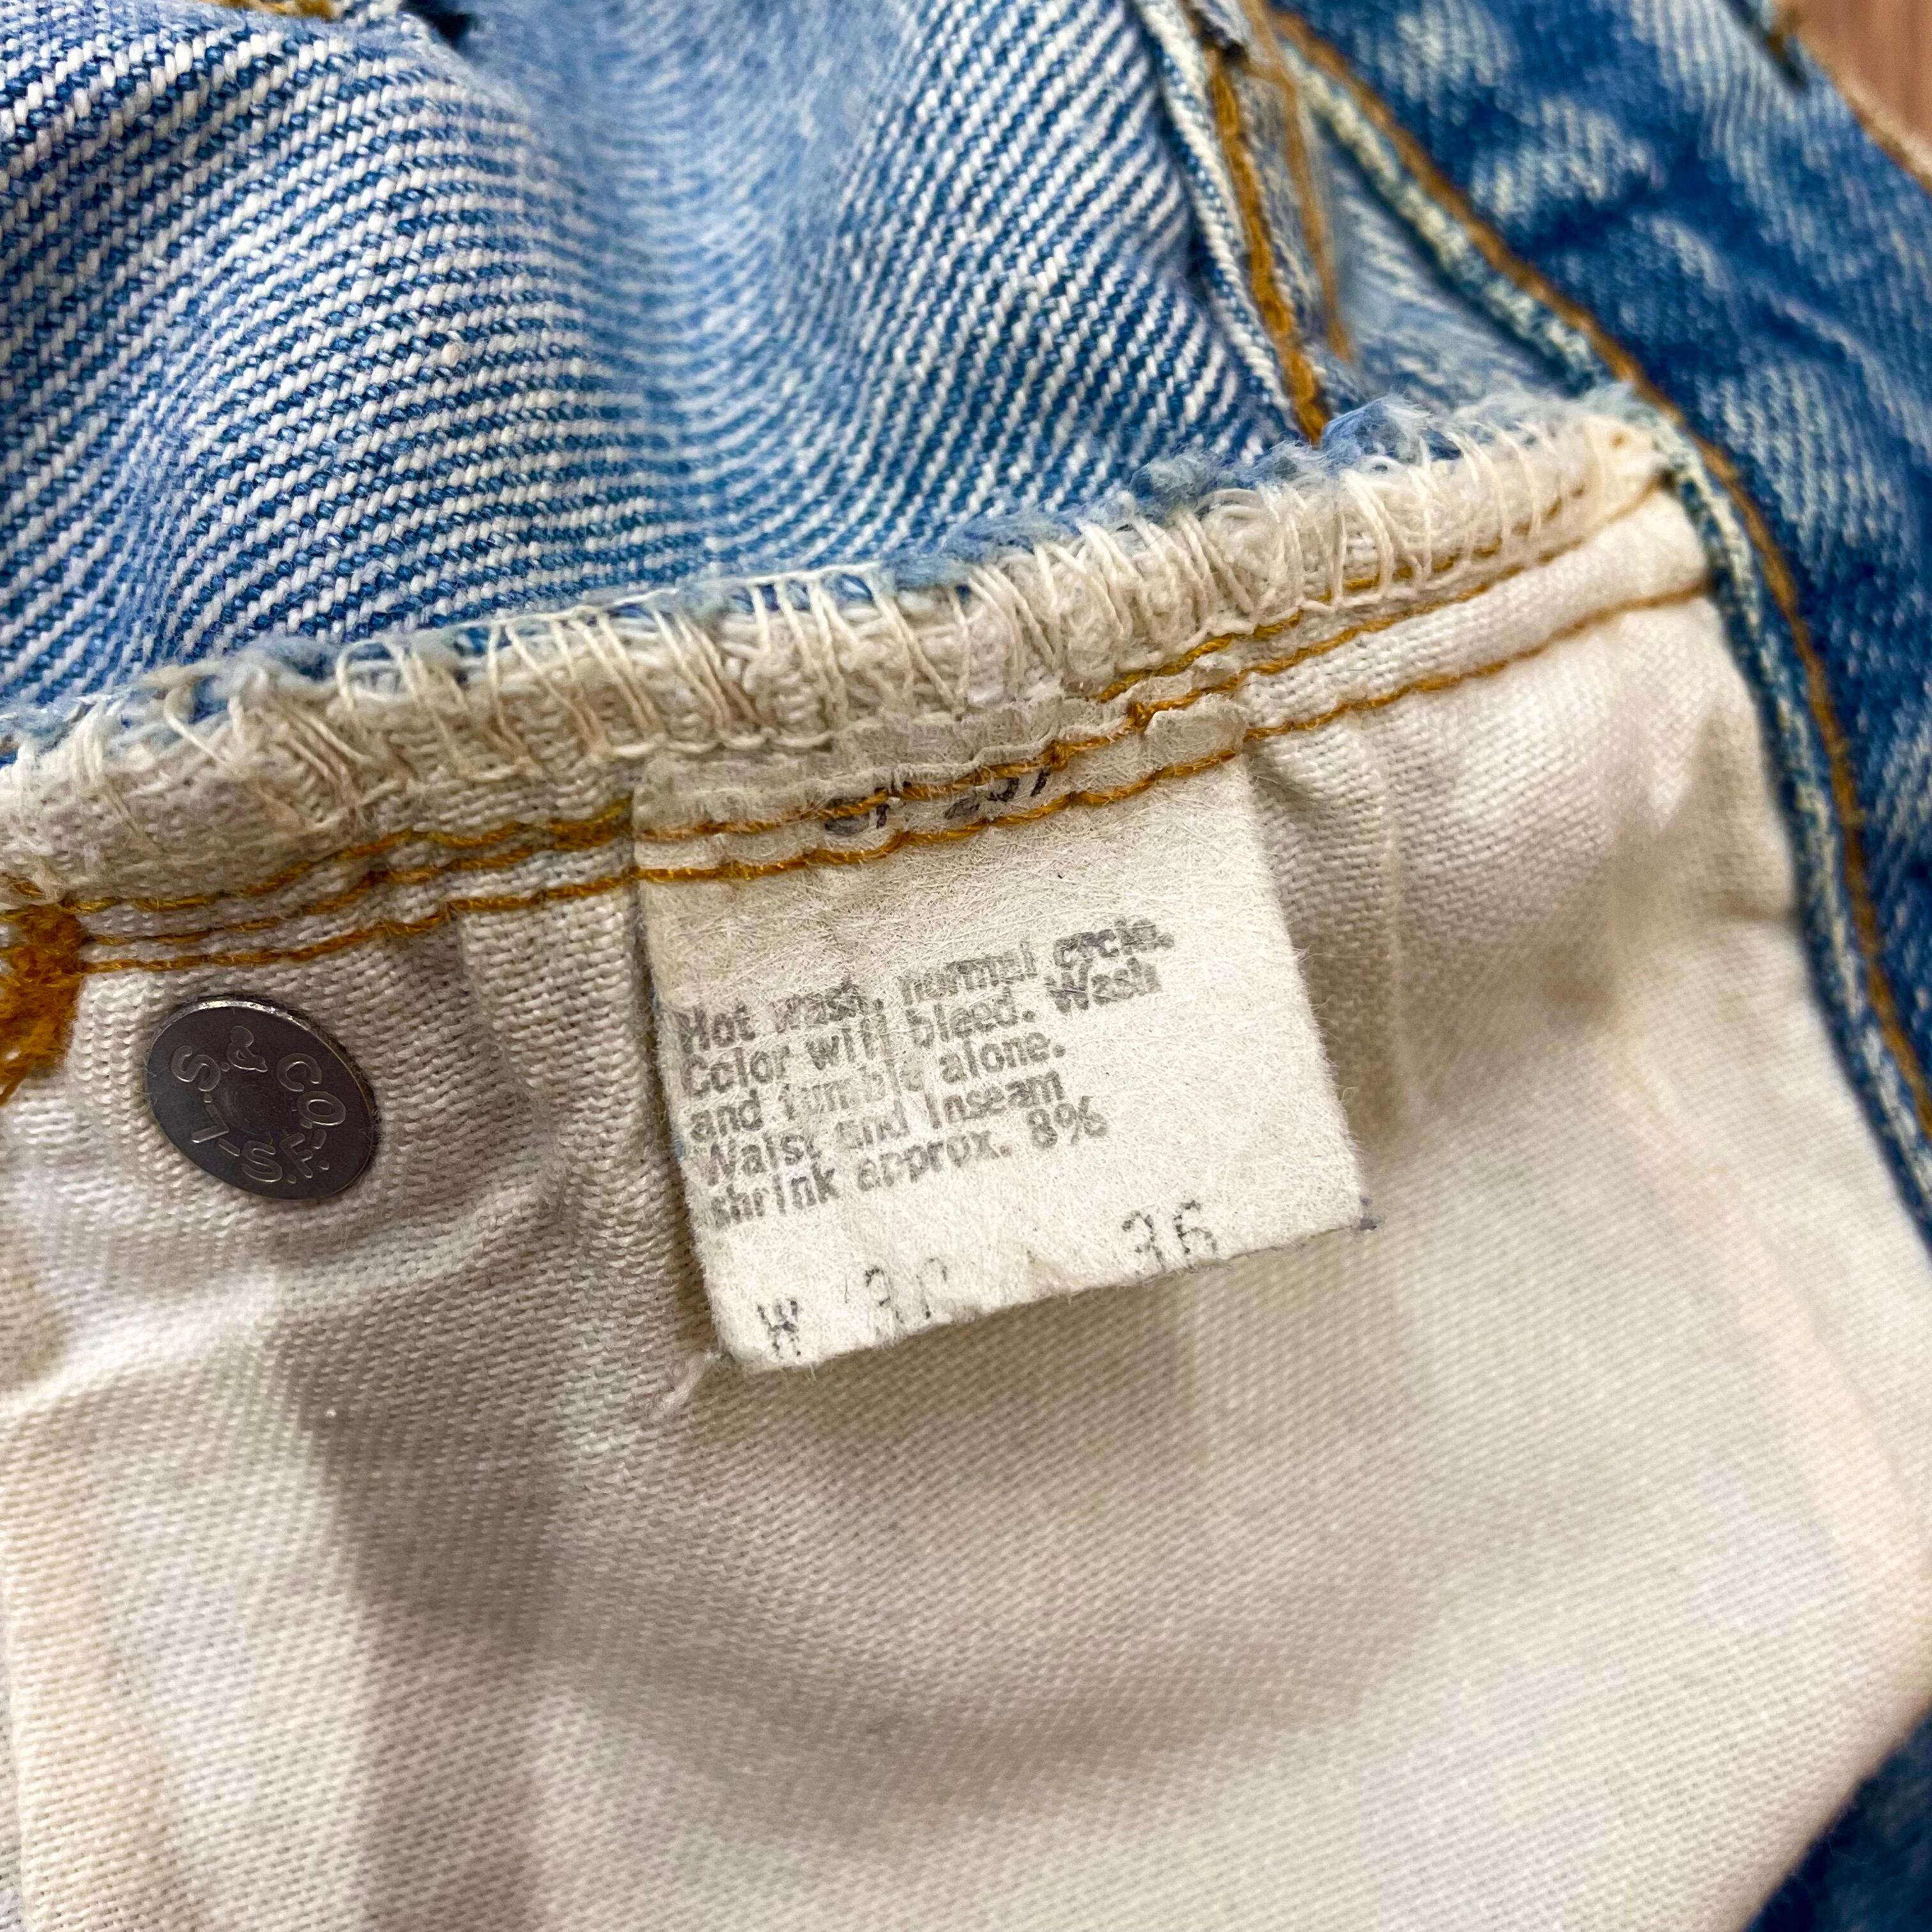 Hot wash, normal cycle.
Color will bleed. Wash
and tumble alone.
Waist and Inseam
shrink approx. 8%
W 36
L.S.&CO-S.F.-